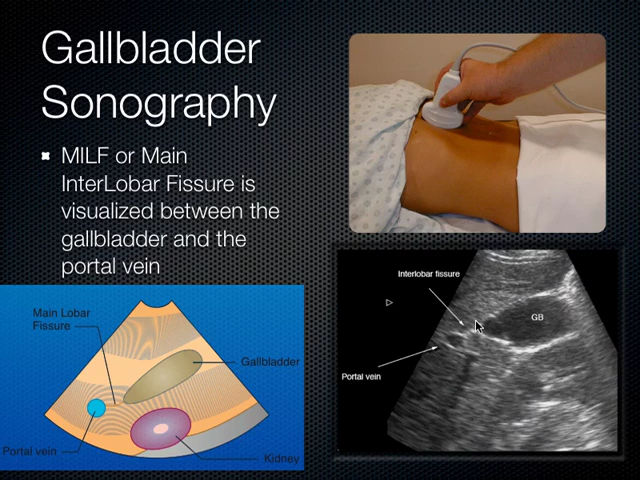 Gallbladder
Sonography
MILF or Main
InterLobar Fissure is
visualized between the
gallbladder and the
portal vein
Main Lobar
Fissure
Gallbladder
Portal vein
Kidney
Interlobar fissure
GB
Portal vein